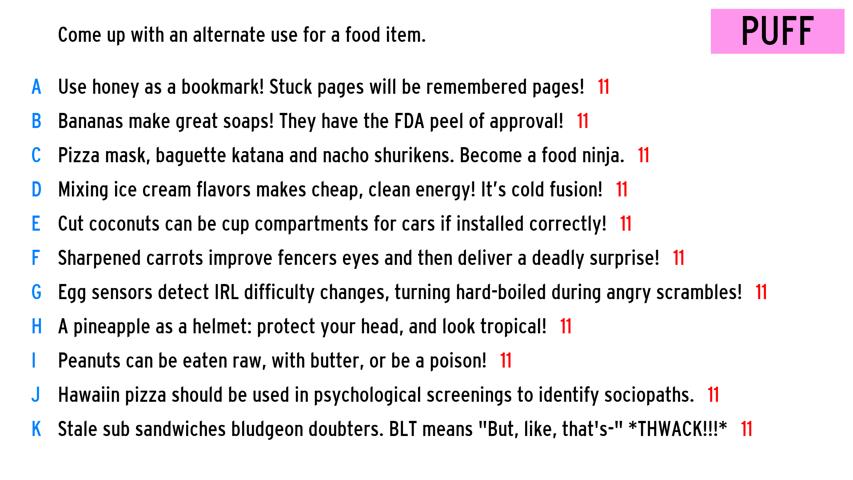 Come up with an alternate use for a food item.
PUFF
A Use honey as a bookmark! Stuck pages will be remembered pages! 11
B Bananas make great soaps! They have the FDA peel of approval! 11
C Pizza mask, baguette katana and nacho shurikens. Become a food ninja. 11
D Mixing ice cream flavors makes cheap, clean energy! It's cold fusion! 11
E Cut coconuts can be cup compartments for cars if installed correctly! 11
F Sharpened carrots improve fencers eyes and then deliver a deadly surprise! 11
G Egg sensors detect IRL difficulty changes, turning hard-boiled during angry scrambles! 11
H A pineapple as a helmet: protect your head, and look tropical! 11
I Peanuts can be eaten raw, with butter, or be a poison! 11
J Hawaiin pizza should be used in psychological screenings to identify sociopaths. 11
K Stale sub sandwiches bludgeon doubters. BLT means "But, like, that's-" *THWACK!!!* 11